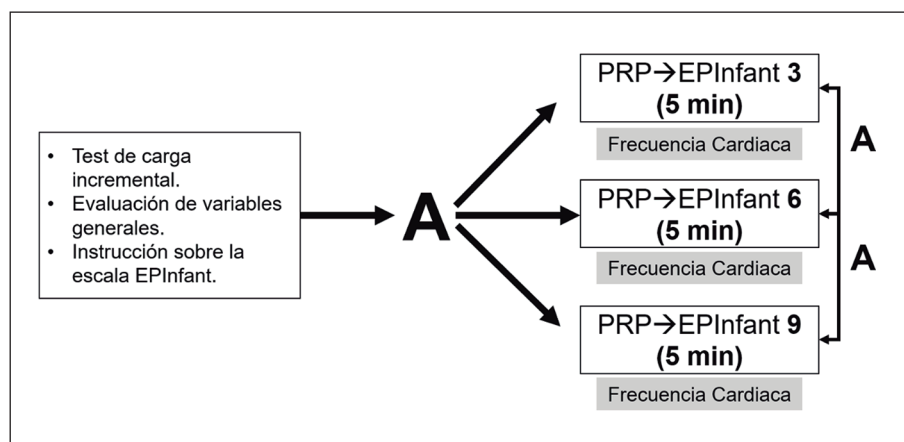 • Test de carga
incremental.
• Evaluación de variables
generales.
• Instrucción sobre la
escala EPInfant.
A
PRP→EPInfant 3
(5 min)
Frecuencia Cardiaca
A
PRP→EPInfant 6
(5 min)
Frecuencia Cardiaca
A
PRP→EPInfant 9
(5 min)
Frecuencia Cardiaca